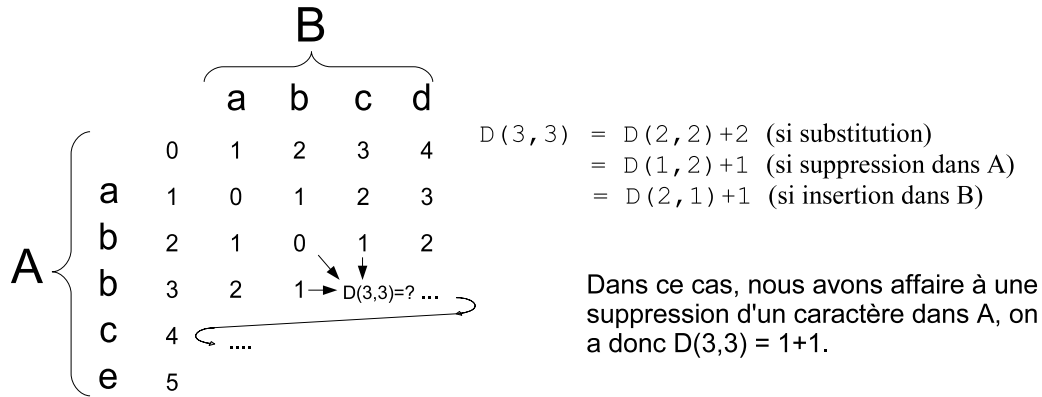 B
a b c d
0 1 2 3 4 D(3,3) = D(2,2)+2 (si substitution)
= D(1,2)+1 (si suppression dans A)
a 1 0 1 2 3 = D(2,1)+1 (si insertion dans B)
b 2 1 0 1 2
A
b 3 2 1 D(3,3)=? ...
c 4 ....
e 5
Dans ce cas, nous avons affaire à une
suppression d'un caractère dans A, on
a donc D(3,3) = 1+1.